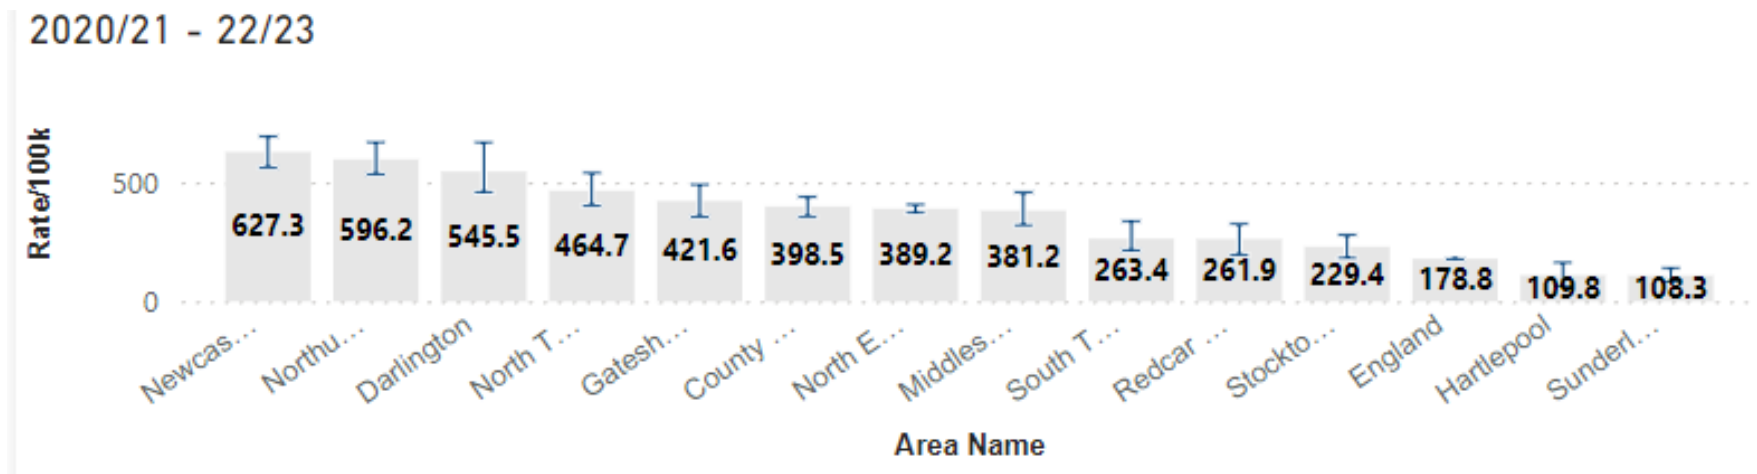 2020/21 - 22/23
Rate/100k
500
0
627.3 596.2 545.5 464.7 421.6 398.5 389.2 381.2 263.4 261.9 229.4 178.8 109.8 108.3
Newcas... Northu... Darlington North T... Gatesh... County ... North E... Middles... South T... Redcar ... Stockto... England Hartlepool Sunderl...
Area Name